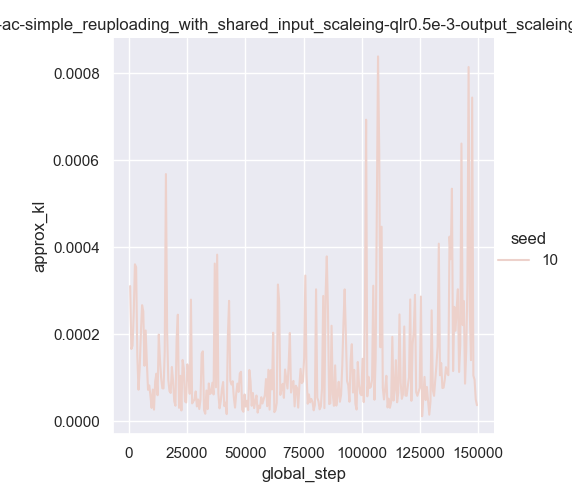 -ac-simple_reuploading_with_shared_input_scaleing-qlr0.5e-3-output_scaleing
0.0008
0.0006
0.0004
0.0002
0.0000
approx_kl
0 25000 50000 75000 100000 125000 150000
global_step
seed
10